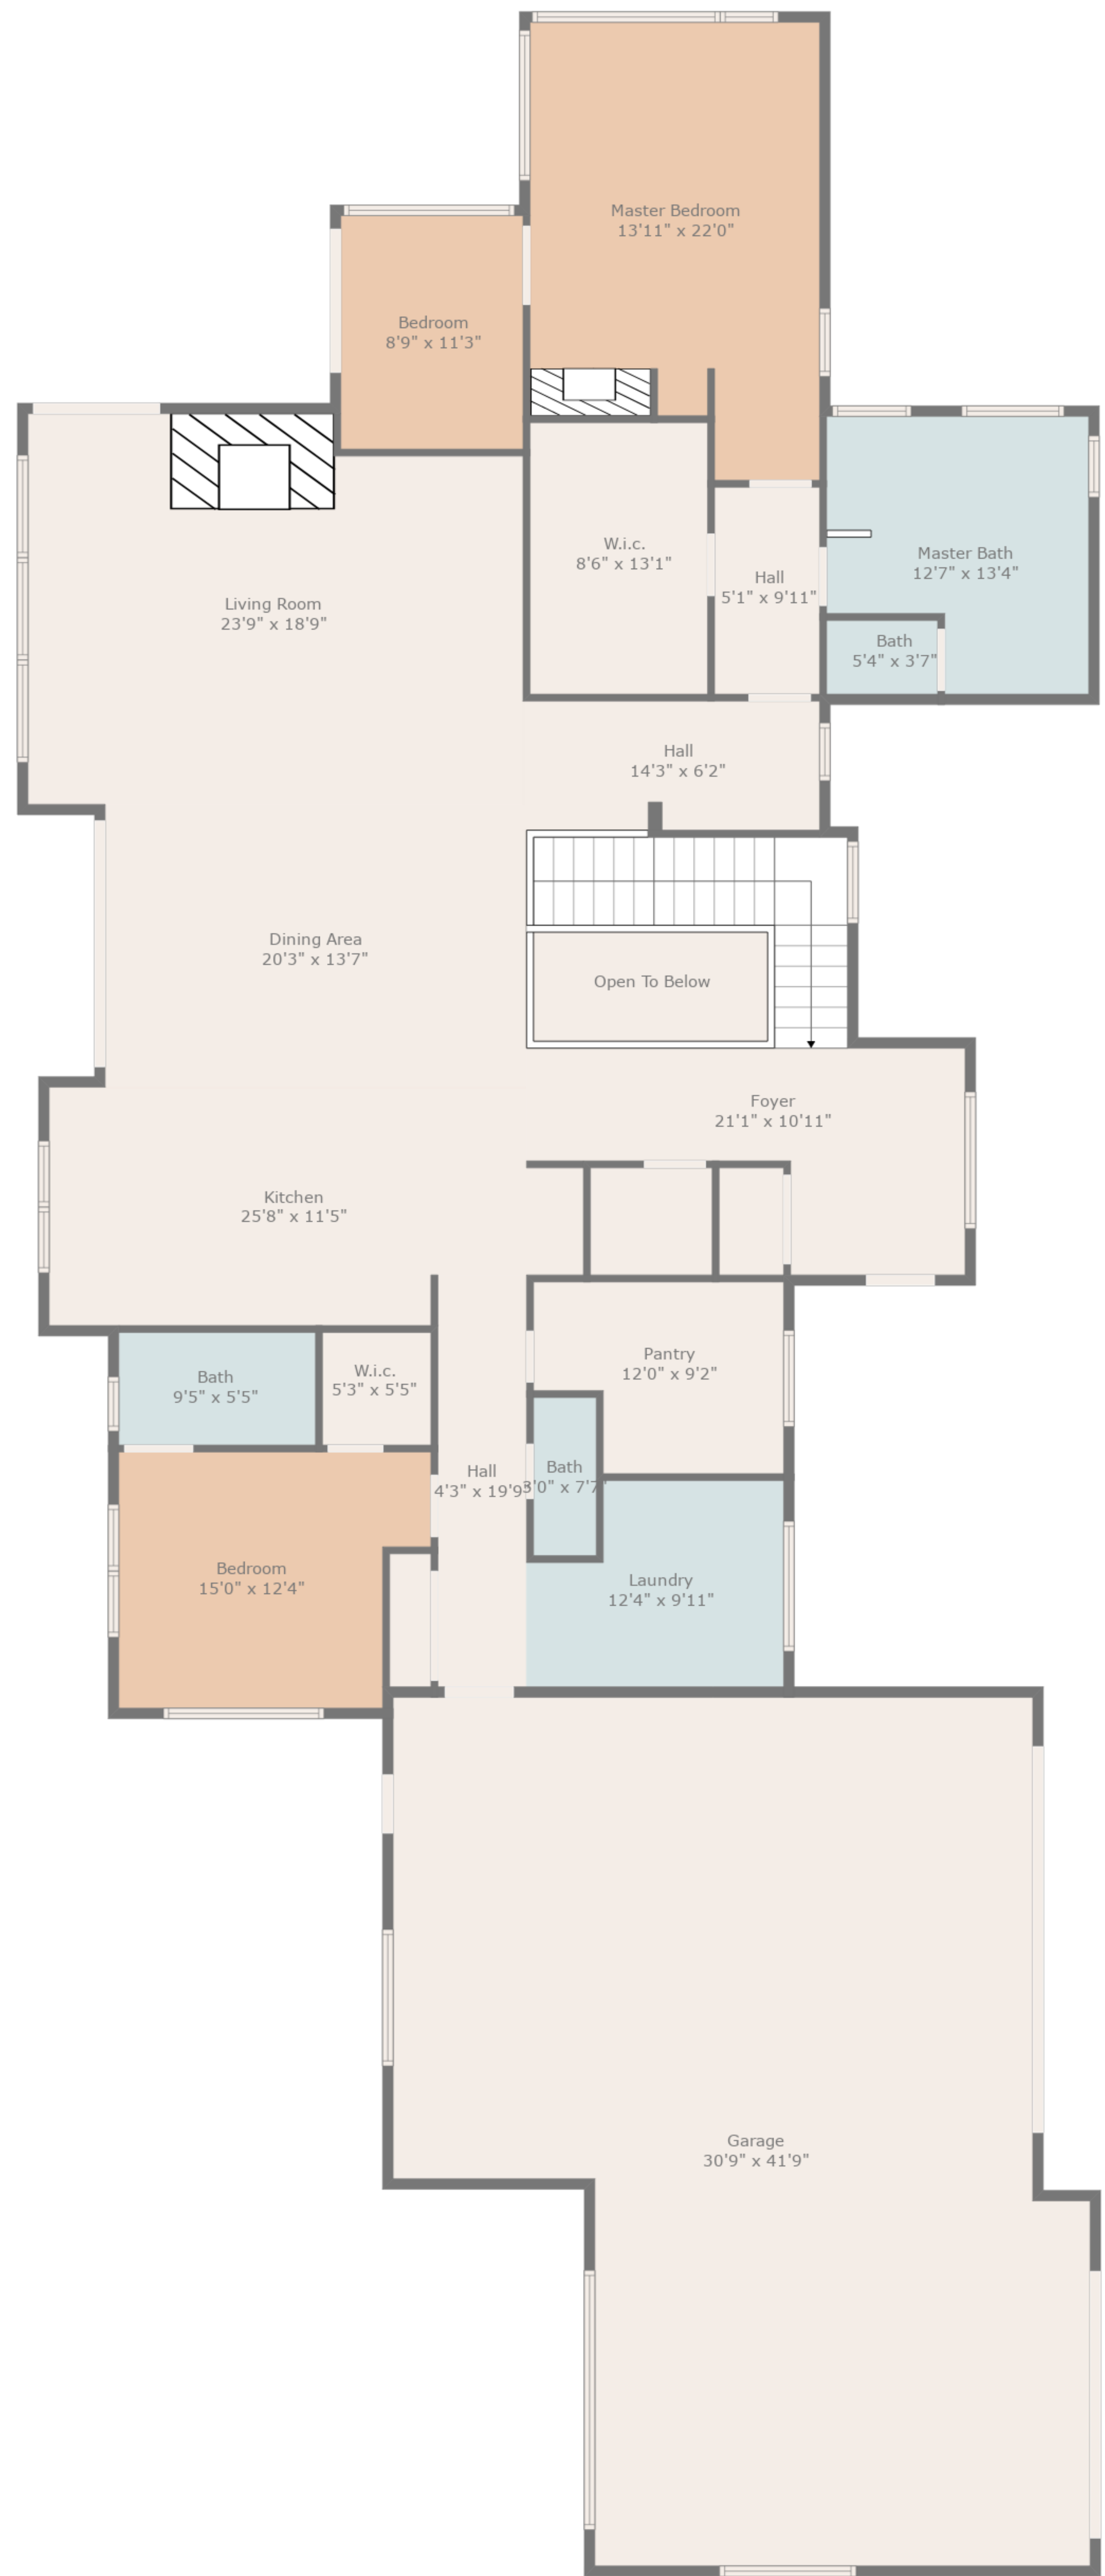 Master Bedroom
13'11" x 22'0"
Bedroom
8'9" x 11'3"
W.i.c.
8'6" x 13'1"
Hall
5'1" x 9'11"
Master Bath
12'7" x 13'4"
Living Room
23'9" x 18'9"
Bath
5'4" x 3'7"
Hall
14'3" x 6'2"
Dining Area
20'3" x 13'7"
Open To Below
Foyer
21'1" x 10'11"
Kitchen
25'8" x 11'5"
Pantry
12'0" x 9'2"
Bath
9'5" x 5'5"
W.i.c.
5'3" x 5'5"
Hall
4'3" x 19'9"
Bath
3'0" x 7'7"
Bedroom
15'0" x 12'4"
Laundry
12'4" x 9'11"
Garage
30'9" x 41'9"